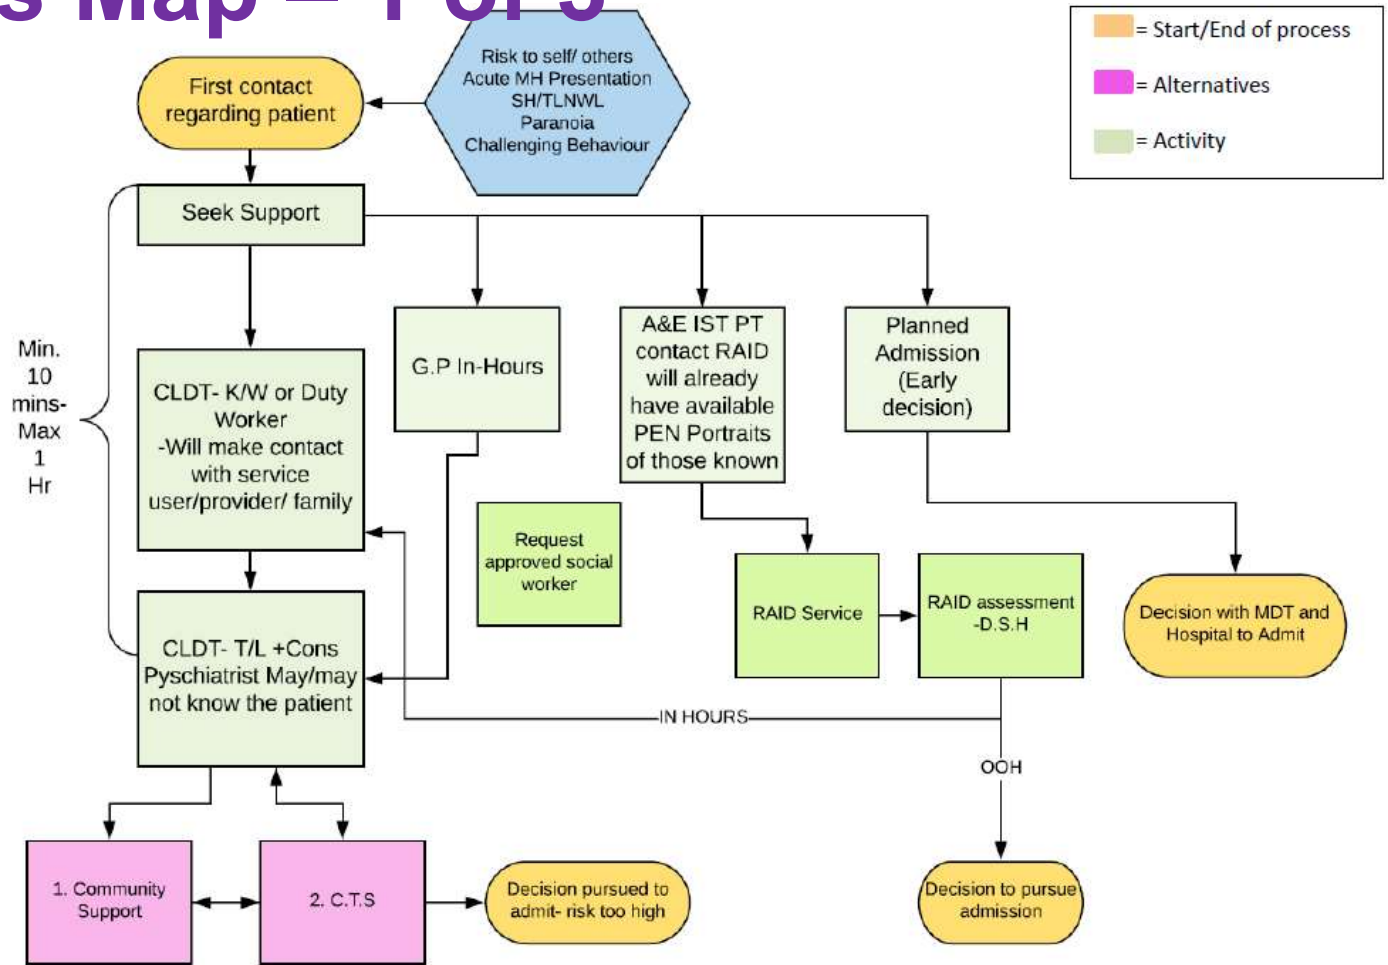 s Map – 1 of 3
= Start/End of process
= Alternatives
= Activity
First contact
regarding patient
Risk to self/ others
Acute MH Presentation
SH/TLNWL
Paranoia
Challenging Behaviour
Seek Support
Min.
10
mins-
Max
1
Hr
CLDT- K/W or Duty
Worker
-Will make contact
with service
user/provider/ family
G.P In-Hours
A&E IST PT
contact RAID
will already
have available
PEN Portraits
of those known
Planned
Admission
(Early
decision)
Request
approved social
worker
RAID Service
RAID assessment
-D.S.H
Decision with MDT and
Hospital to Admit
CLDT- T/L +Cons
Pyschiatrist May/may
not know the patient
IN HOURS
OOH
1. Community
Support
2. C.T.S
Decision pursued to
admit- risk too high
Decision to pursue
admission